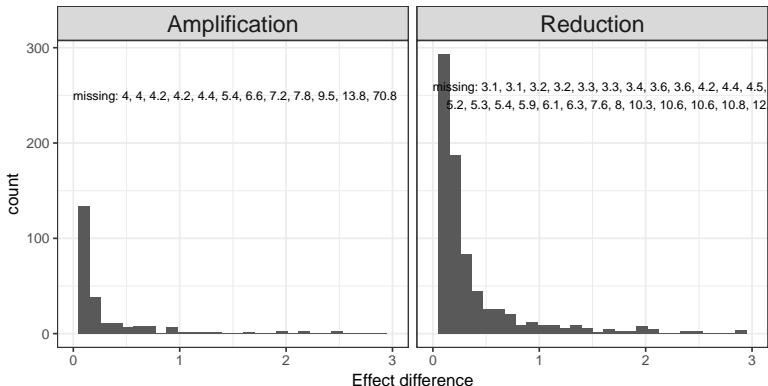 Amplification
Reduction
300
200
100
0
count
missing: 4, 4, 4.2, 4.2, 4.4, 5.4, 6.6, 7.2, 7.8, 9.5, 13.8, 70.8
missing: 3.1, 3.1, 3.2, 3.2, 3.3, 3.3, 3.4, 3.6, 3.6, 4.2, 4.4, 4.5,
5.2, 5.3, 5.4, 5.9, 6.1, 6.3, 7.6, 8, 10.3, 10.6, 10.6, 10.8, 12
0 1 2 3
0 1 2 3
Effect difference